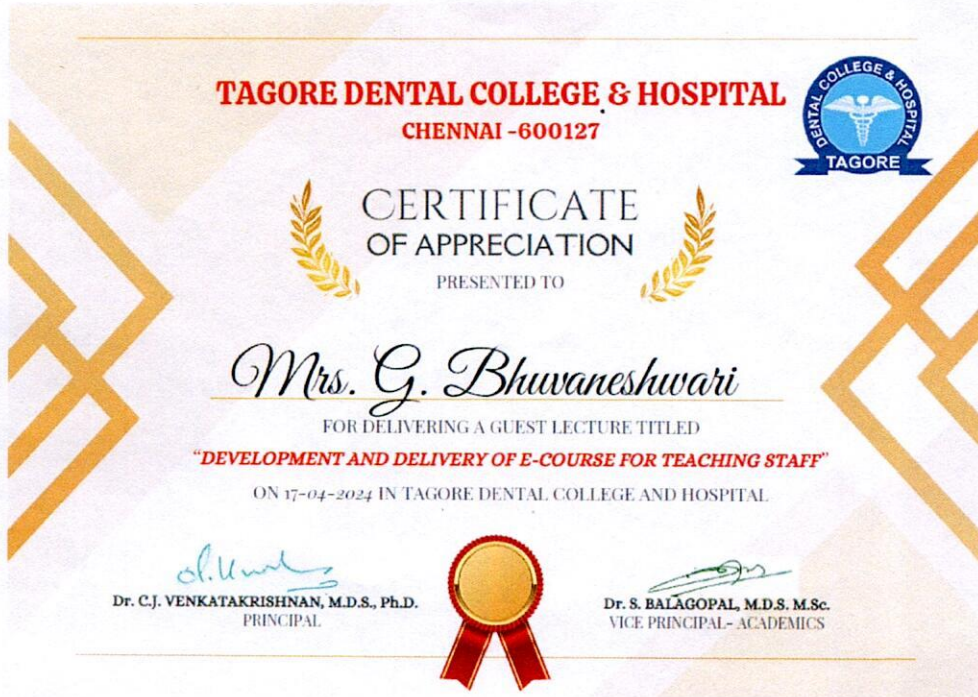 TAGORE DENTAL COLLEGE & HOSPITAL
CHENNAI -600127
DENTAL COLLEGE & HOSPITAL
TAGORE
CERTIFICATE
OF APPRECIATION
PRESENTED TO
Mrs. G. Bhuvaneshwari
FOR DELIVERING A GUEST LECTURE TITLED
"DEVELOPMENT AND DELIVERY OF E-COURSE FOR TEACHING STAFF"
ON 17-04-2024 IN TAGORE DENTAL COLLEGE AND HOSPITAL
Dr. C.J. VENKATAKRISHNAN, M.D.S., Ph.D.
PRINCIPAL
Dr. S. BALAGOPAL, M.D.S. M.Sc.
VICE PRINCIPAL- ACADEMICS